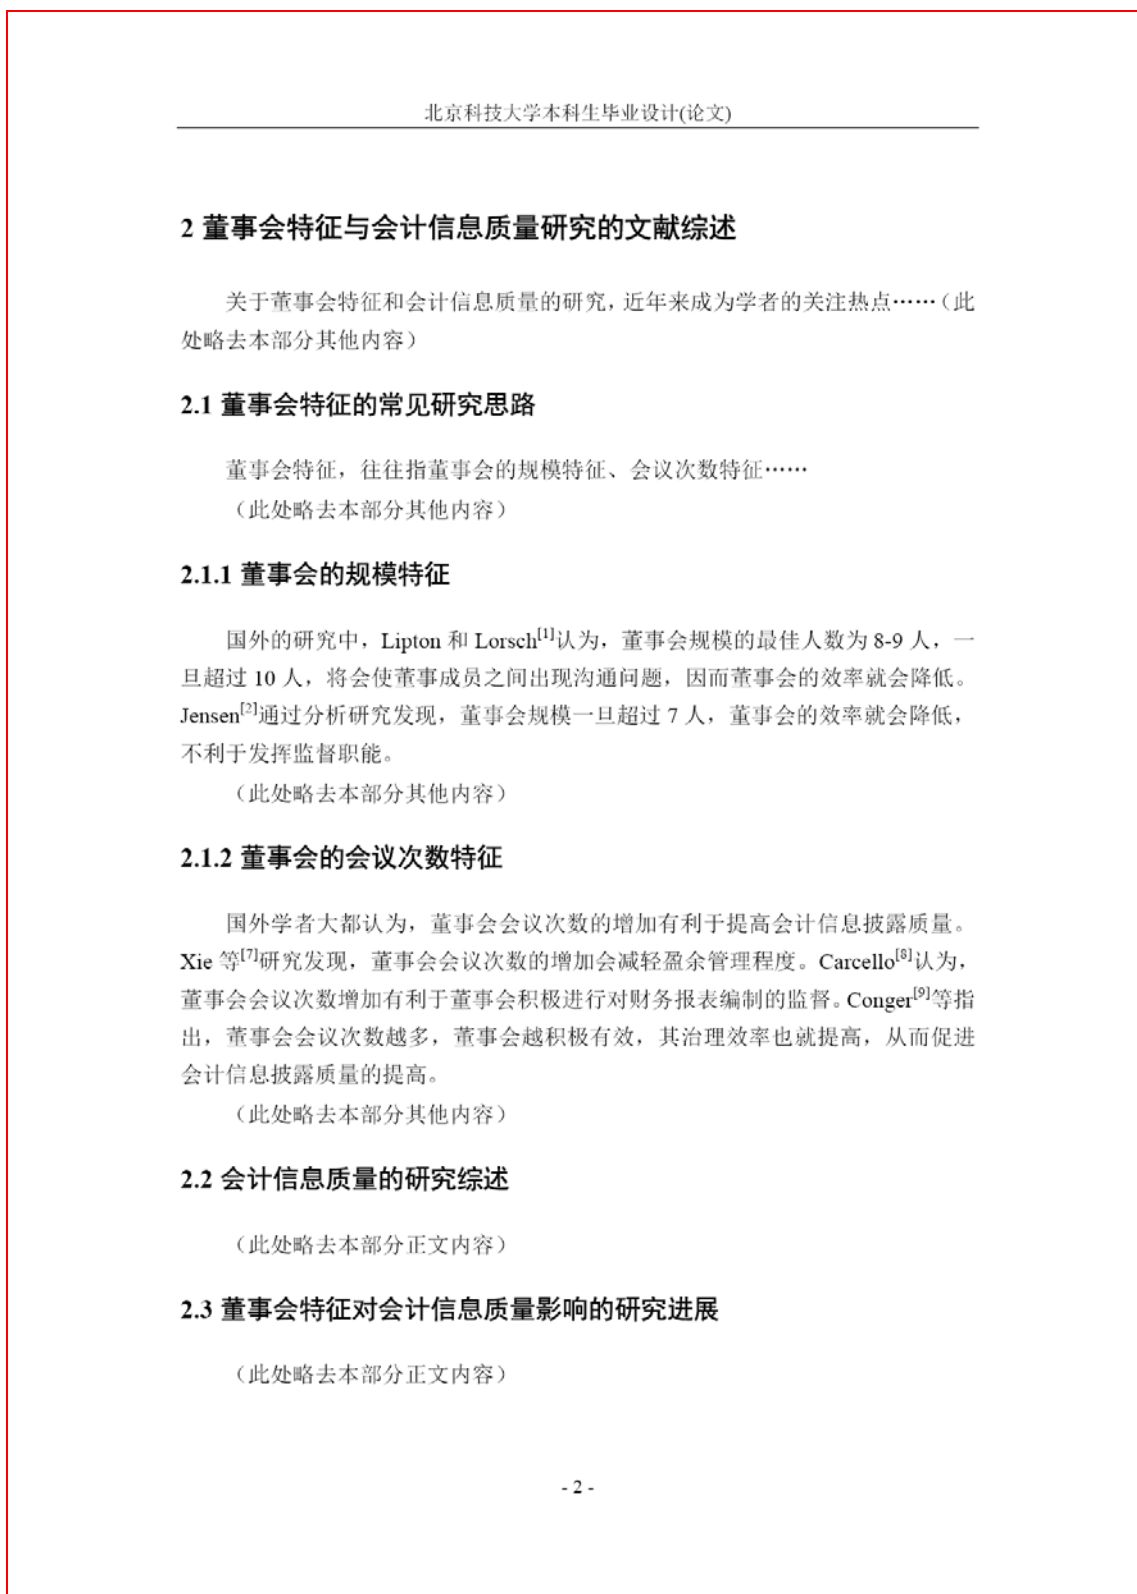 北京科技大学本科生毕业设计(论文)
2 董事会特征与会计信息质量研究的文献综述
关于董事会特征和会计信息质量的研究，近年来成为学者的关注热点……（此
处略去本部分其他内容）
2.1 董事会特征的常见研究思路
董事会特征，往往指董事会的规模特征、会议次数特征……
（此处略去本部分其他内容）
2.1.1 董事会的规模特征
国外的研究中，Lipton 和 Lorsch[1]认为，董事会规模的最佳人数为 8-9 人，一
旦超过 10 人，将会使董事成员之间出现沟通问题，因而董事会的效率就会降低。
Jensen[2]通过分析研究发现，董事会规模一旦超过 7 人，董事会的效率就会降低，
不利于发挥监督职能。
（此处略去本部分其他内容）
2.1.2 董事会的会议次数特征
国外学者大都认为，董事会会议次数的增加有利于提高会计信息披露质量。
Xie 等[7]研究发现，董事会会议次数的增加会减轻盈余管理程度。Carcello[8]认为，
董事会会议次数增加有利于董事会积极进行对财务报表编制的监督。Conger[9]等指
出，董事会会议次数越多，董事会越积极有效，其治理效率也就提高，从而促进
会计信息披露质量的提高。
（此处略去本部分其他内容）
2.2 会计信息质量的研究综述
（此处略去本部分正文内容）
2.3 董事会特征对会计信息质量影响的研究进展
（此处略去本部分正文内容）
- 2 -